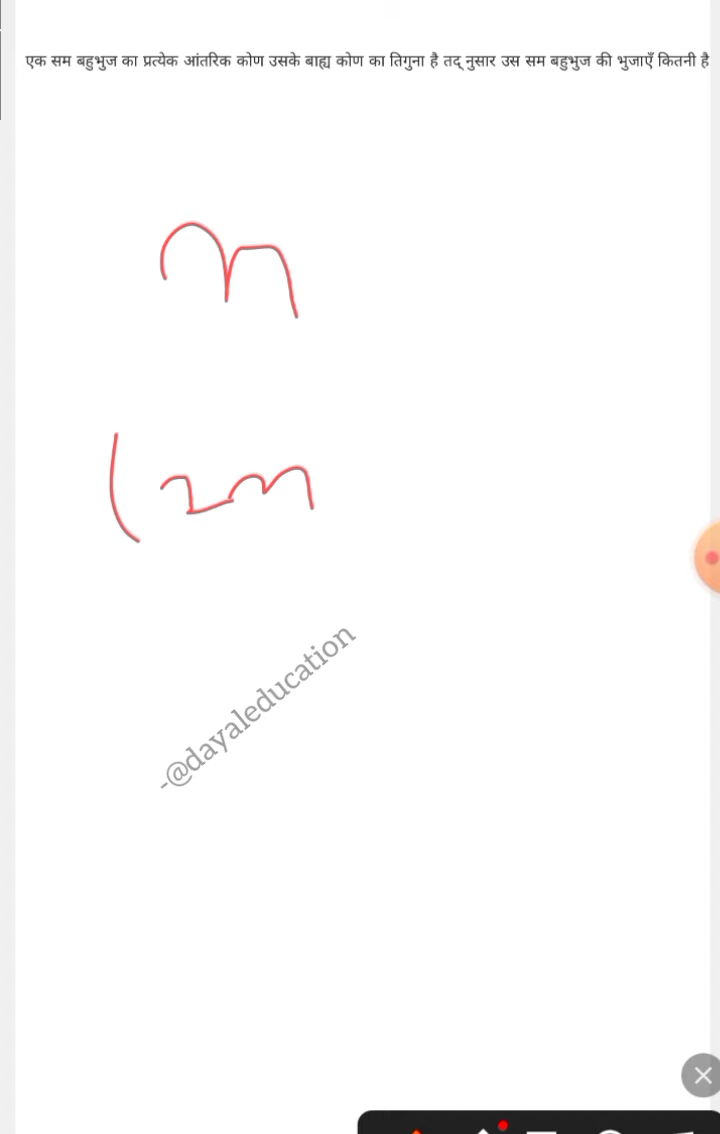 एक सम बहुभुज का प्रत्येक आंतरिक कोण उसके बाह्य कोण का तिगुना है तद् नुसार उस सम बहुभुज की भुजाएँ कितनी है
n
(2n
-@dayaleducation